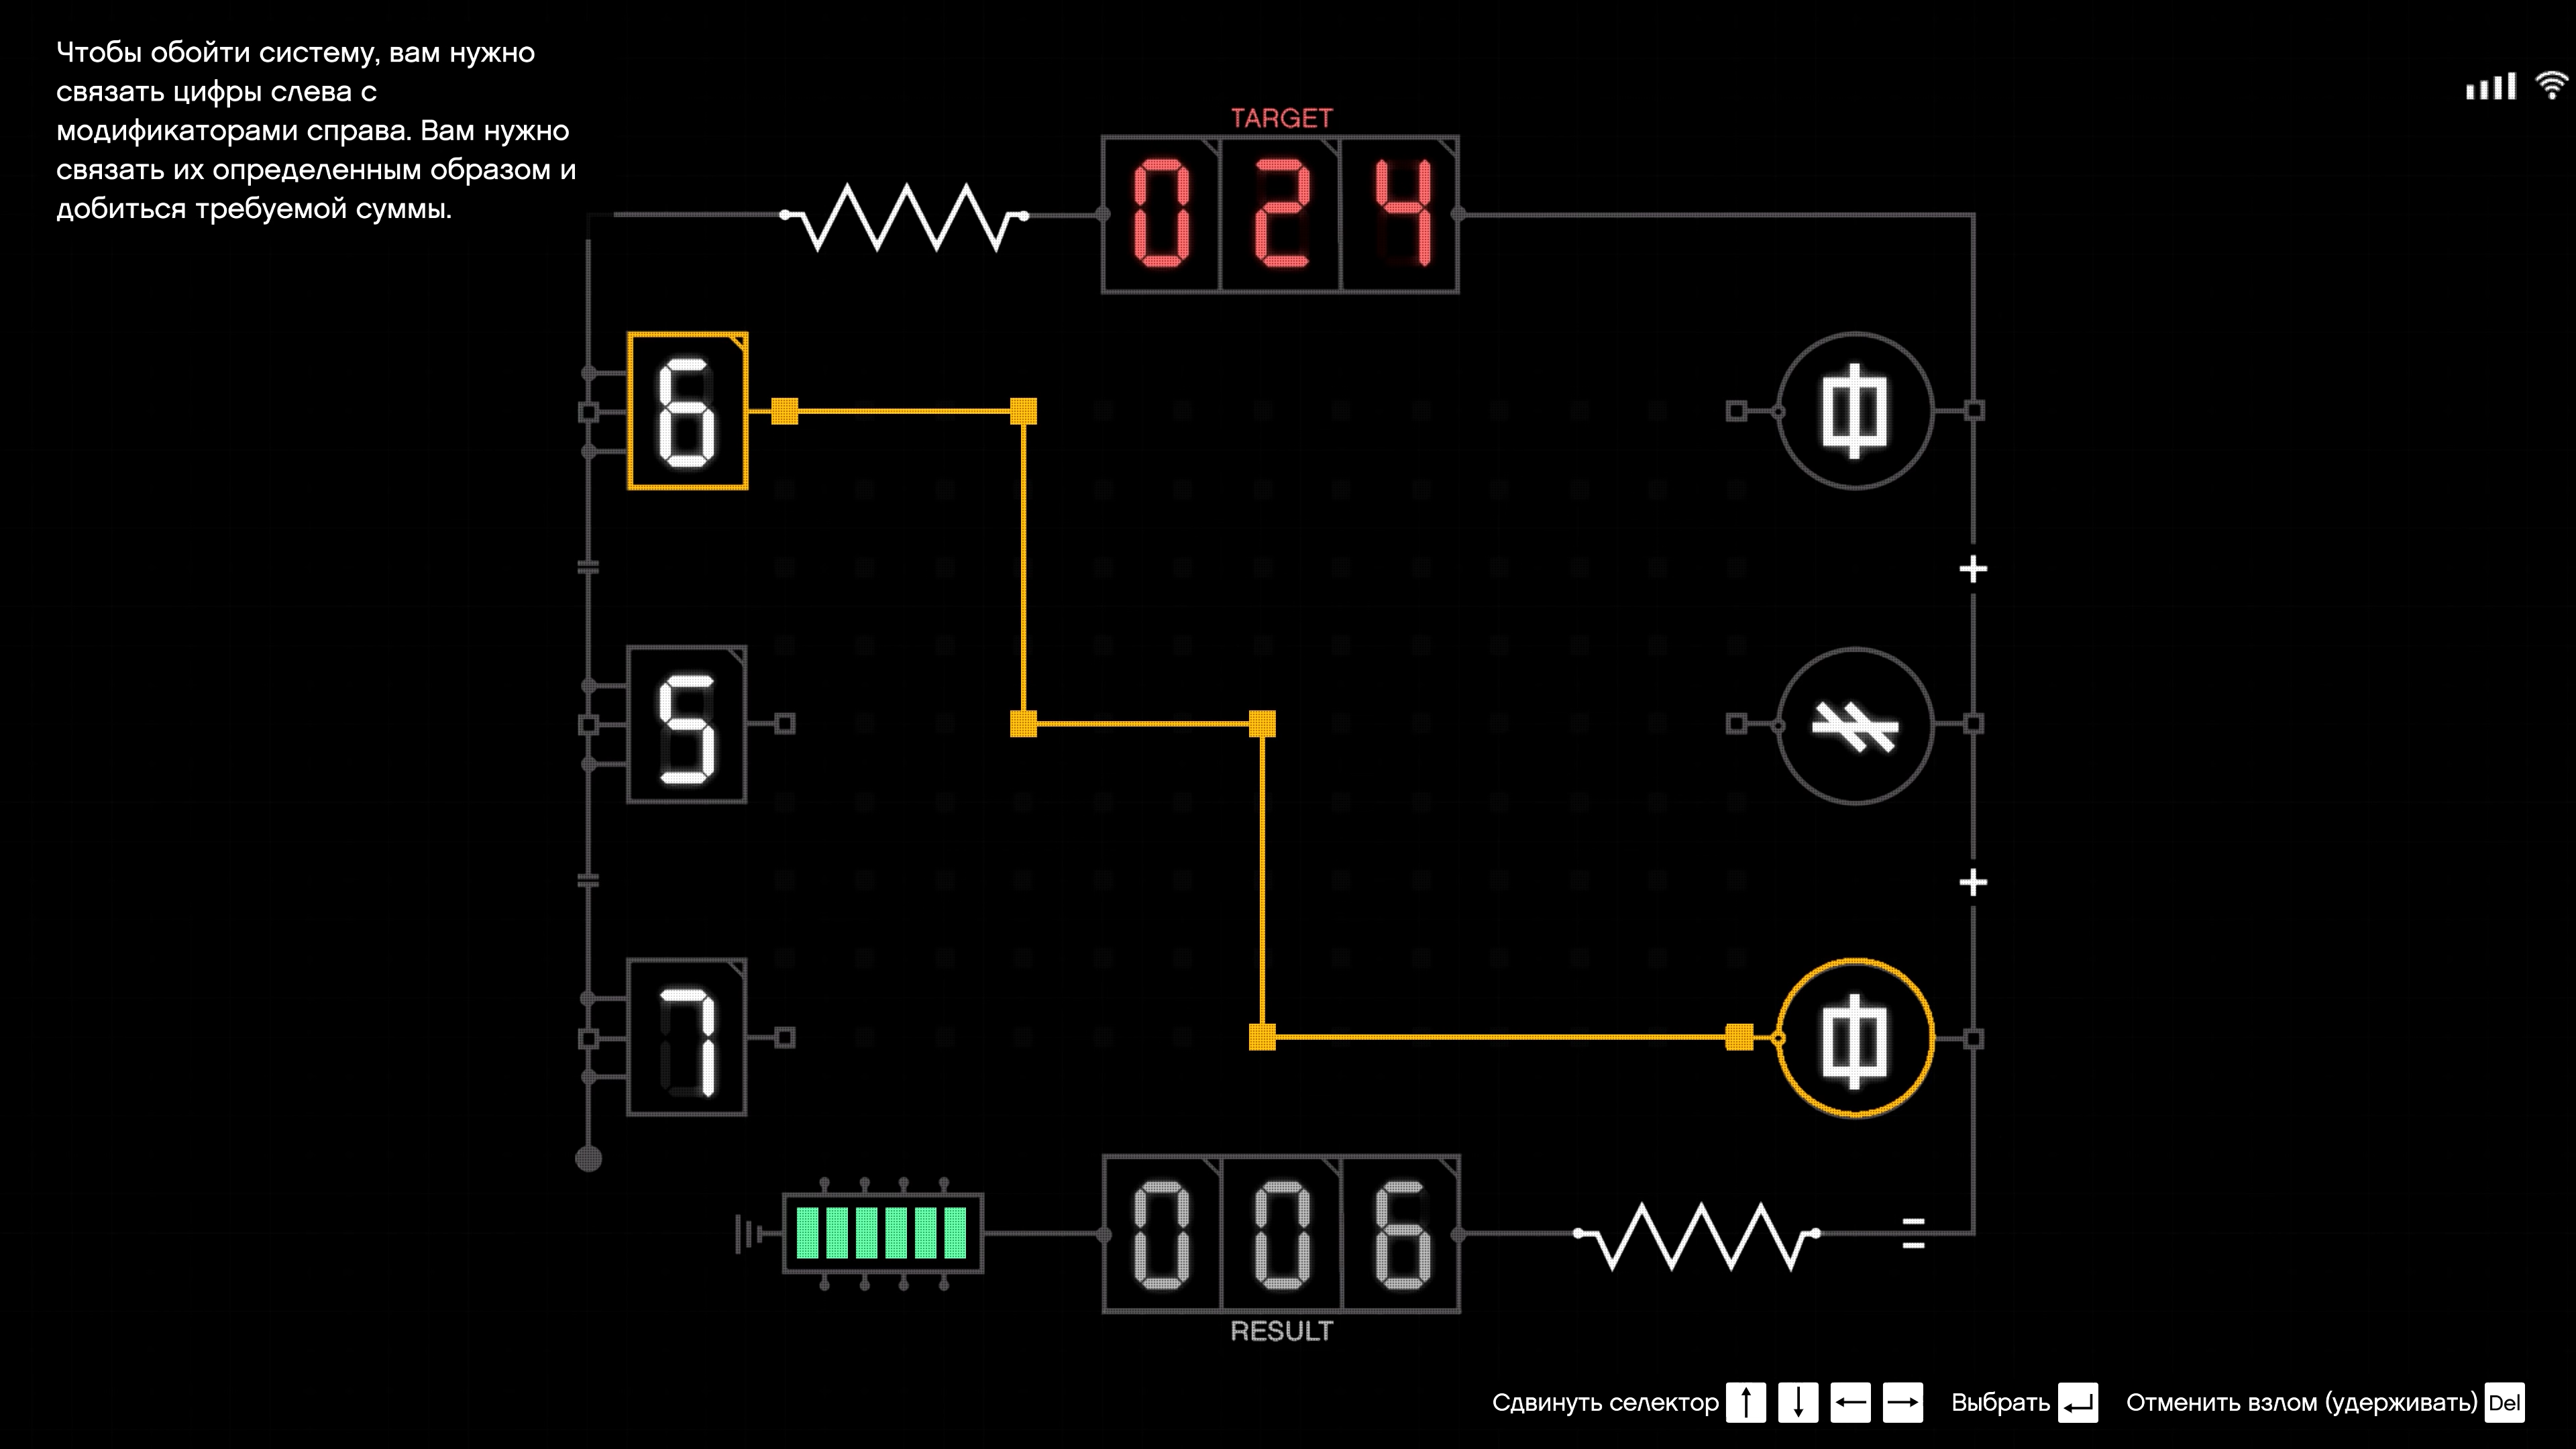 Чтобы обойти систему, вам нужно
связать цифры слева с
модификаторами справа. Вам нужно
связать их определенным образом и
добиться требуемой суммы.
TARGET
024
6
+
5
+
7
006
=
RESULT
Сдвинуть селектор ↑ ↓ ← → Выбрать ↵ Отменить взлом (удерживать) Del